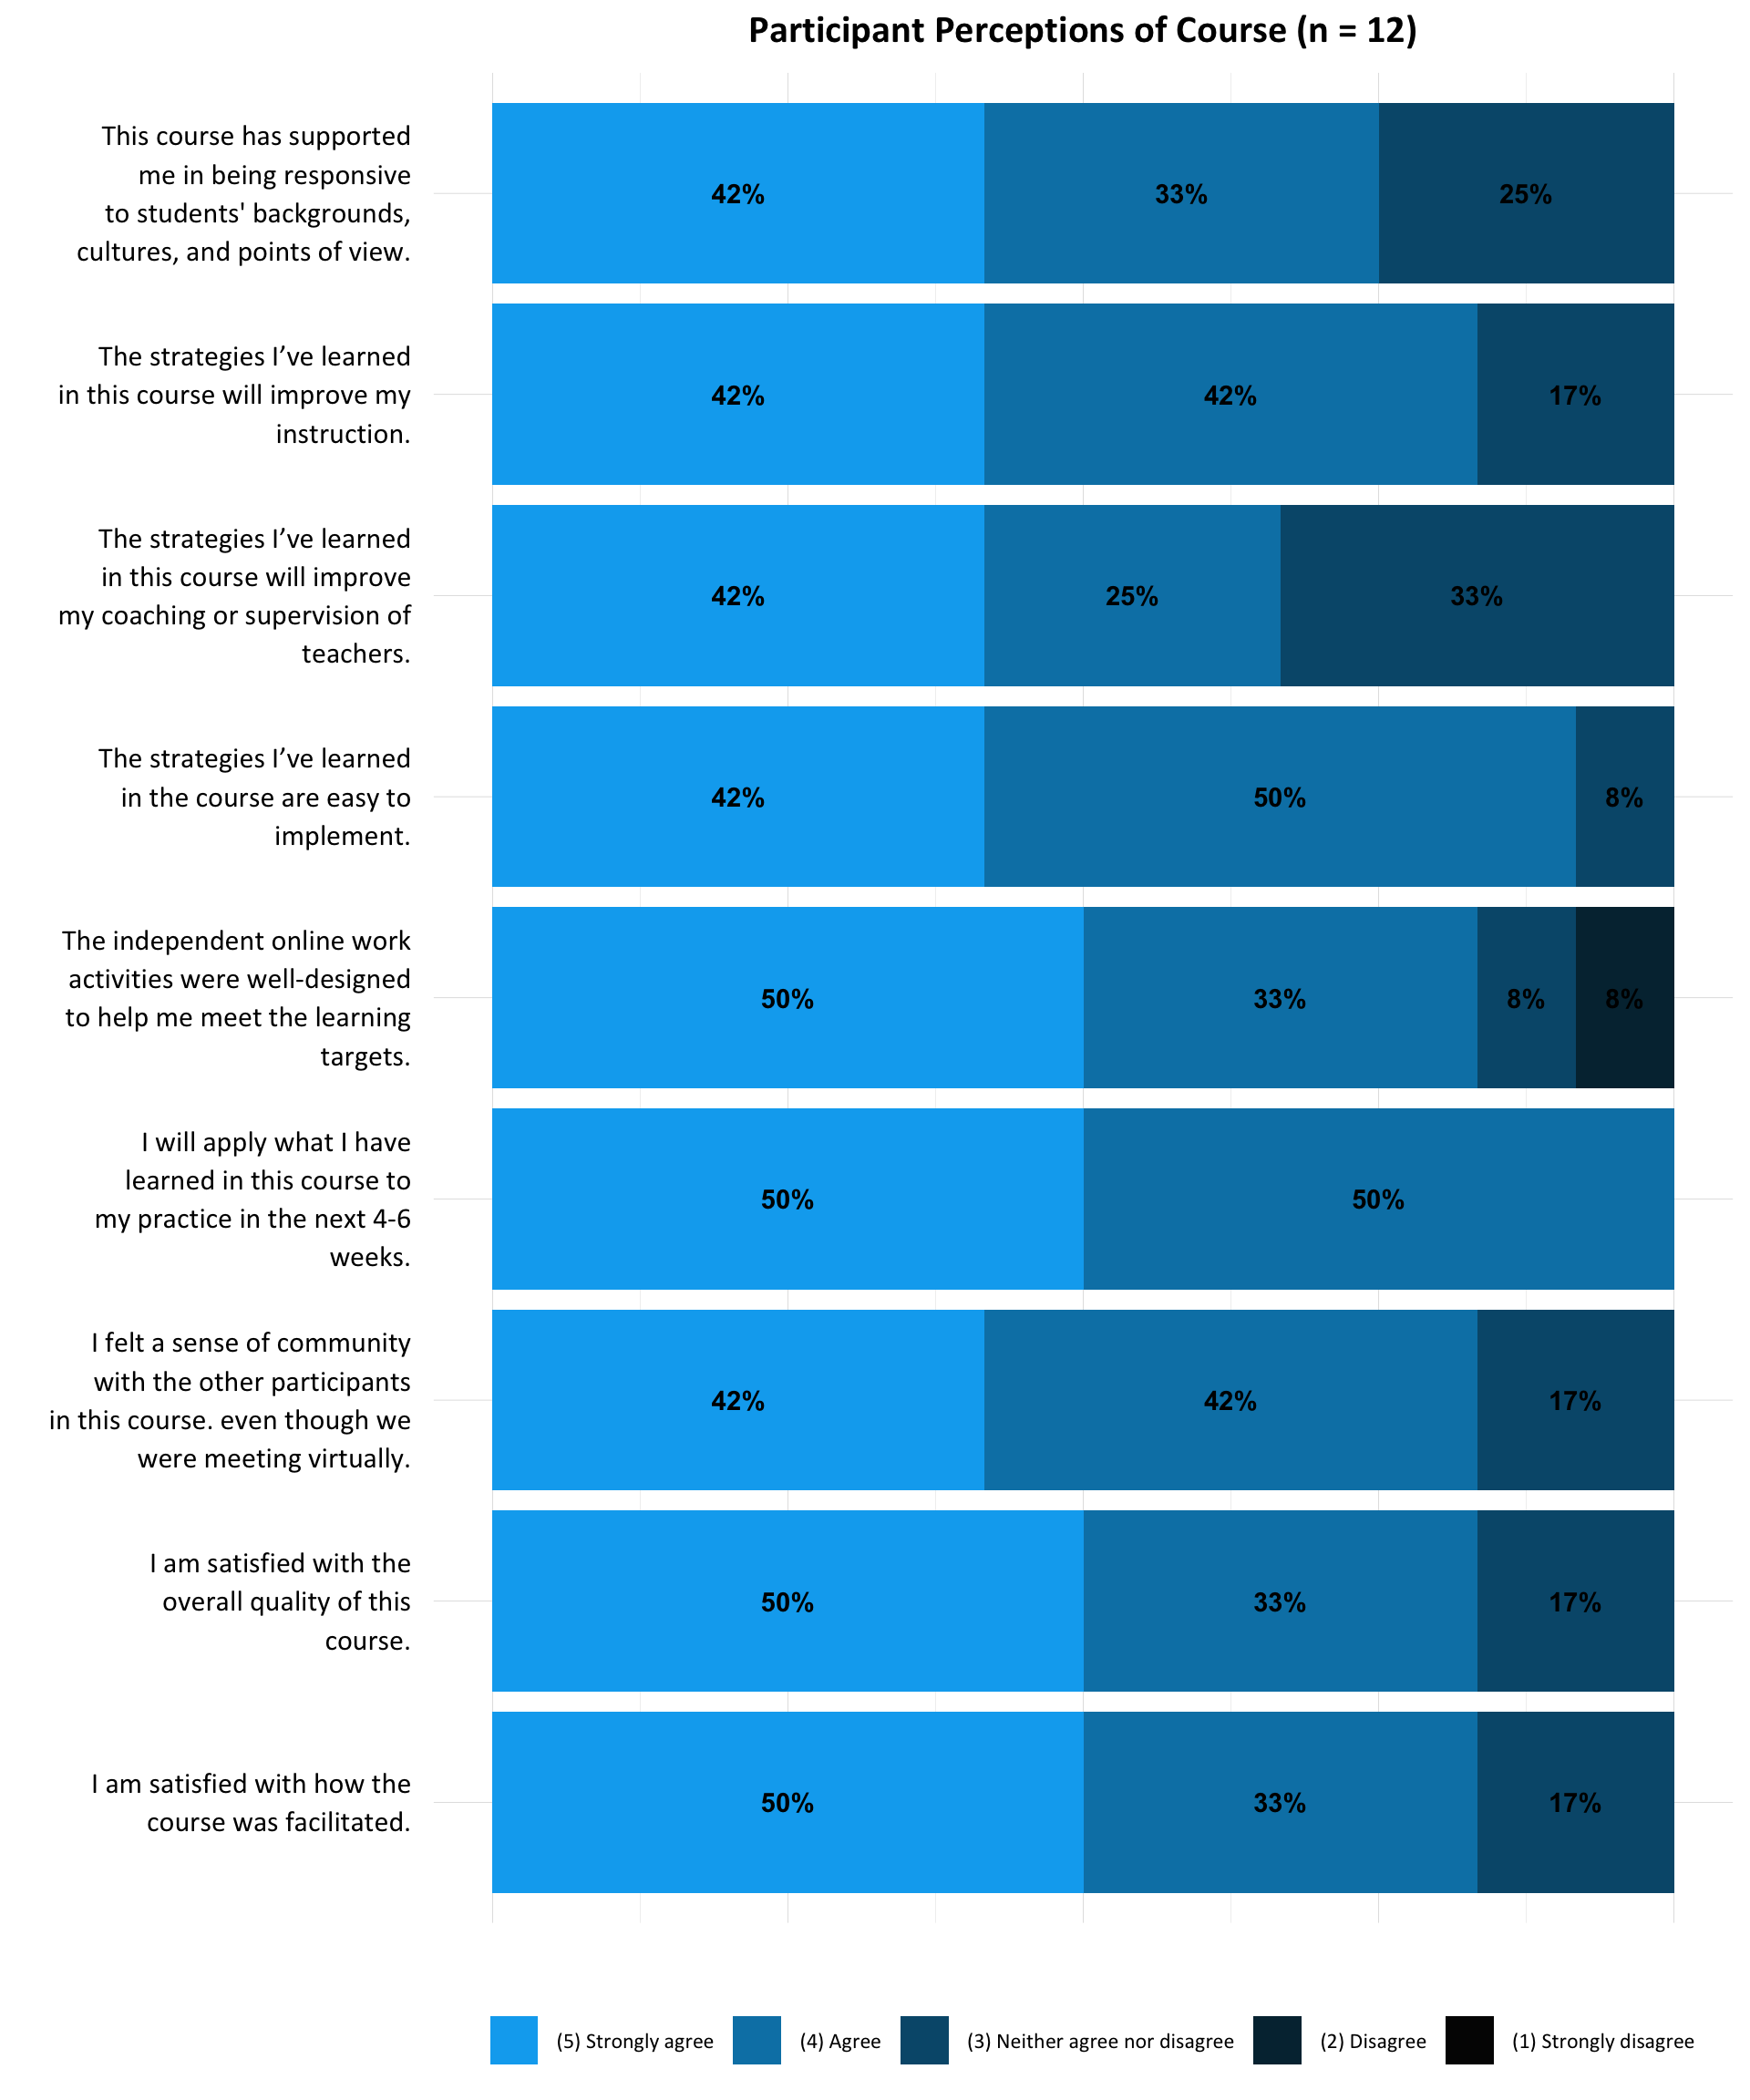 Participant Perceptions of Course (n = 12)
This course has supported
me in being responsive
to students' backgrounds,
cultures, and points of view.
42% 33% 25%
The strategies I’ve learned
in this course will improve my
instruction.
42% 42% 17%
The strategies I’ve learned
in this course will improve
my coaching or supervision of
teachers.
42% 25% 33%
The strategies I’ve learned
in the course are easy to
implement.
42% 50% 8%
The independent online work
activities were well-designed
to help me meet the learning
targets.
50% 33% 8% 8%
I will apply what I have
learned in this course to
my practice in the next 4-6
weeks.
50% 50%
I felt a sense of community
with the other participants
in this course. even though we
were meeting virtually.
42% 42% 17%
I am satisfied with the
overall quality of this
course.
50% 33% 17%
I am satisfied with how the
course was facilitated.
50% 33% 17%
(5) Strongly agree (4) Agree (3) Neither agree nor disagree (2) Disagree (1) Strongly disagree